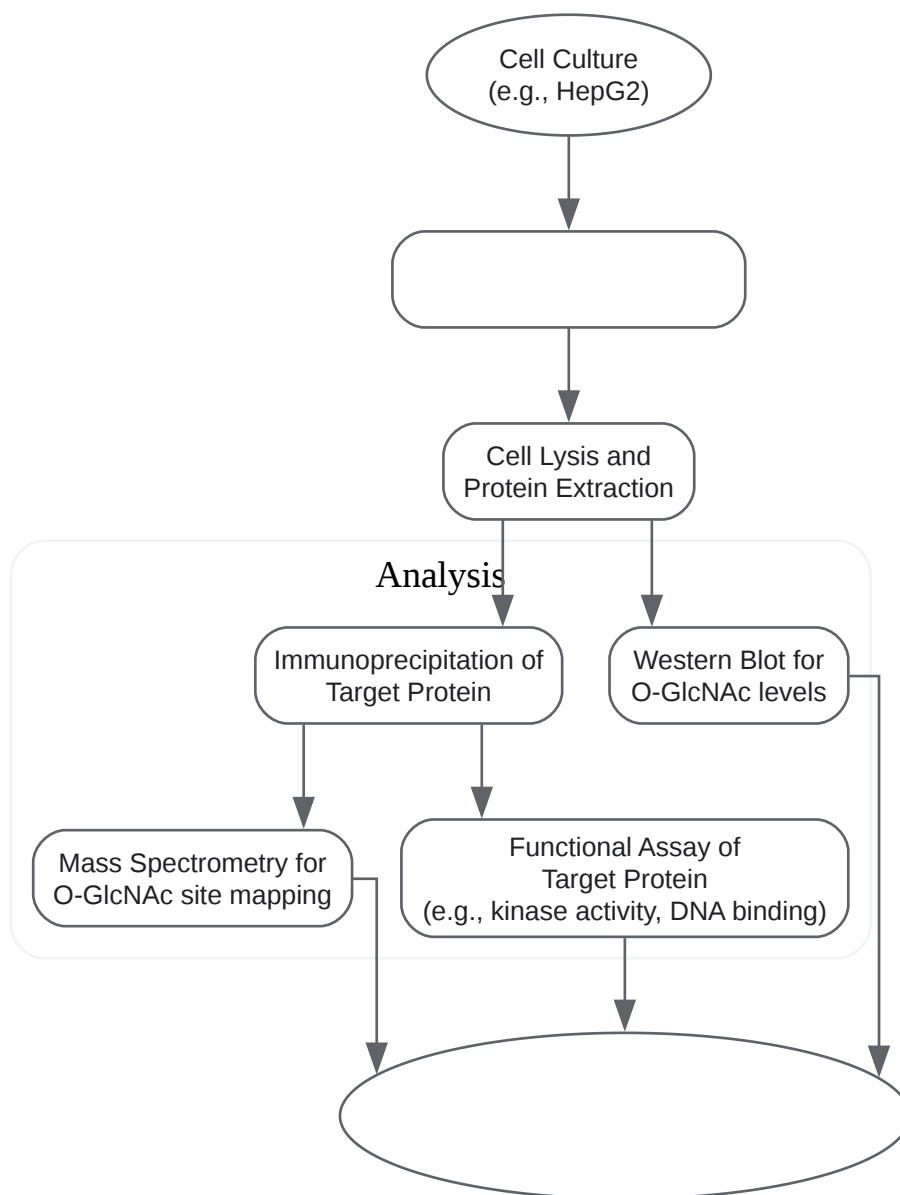 Cell Culture
(e.g., HepG2)
Cell Lysis and
Protein Extraction
Analysis
Immunoprecipitation of
Target Protein
Western Blot for
O-GlcNAc levels
Mass Spectrometry for
O-GlcNAc site mapping
Functional Assay of
Target Protein
(e.g., kinase activity, DNA binding)